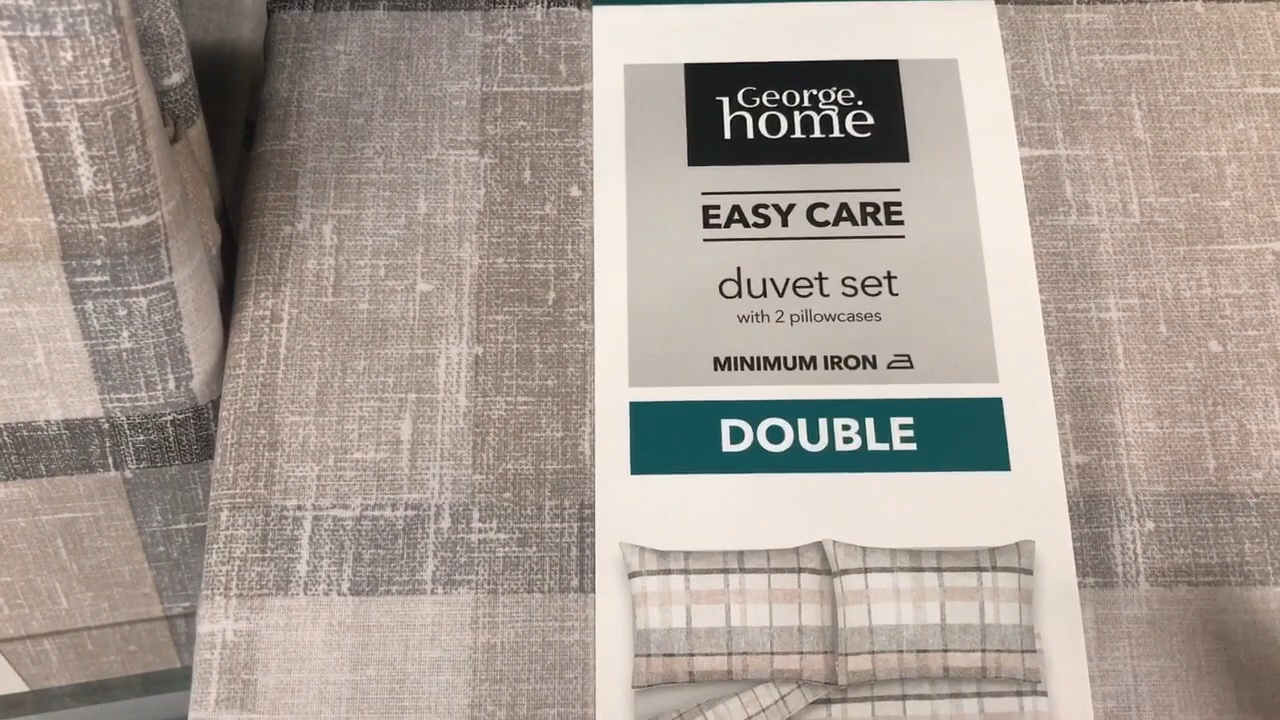 George.
home
EASY CARE
duvet set
with 2 pillowcases
MINIMUM IRON
DOUBLE